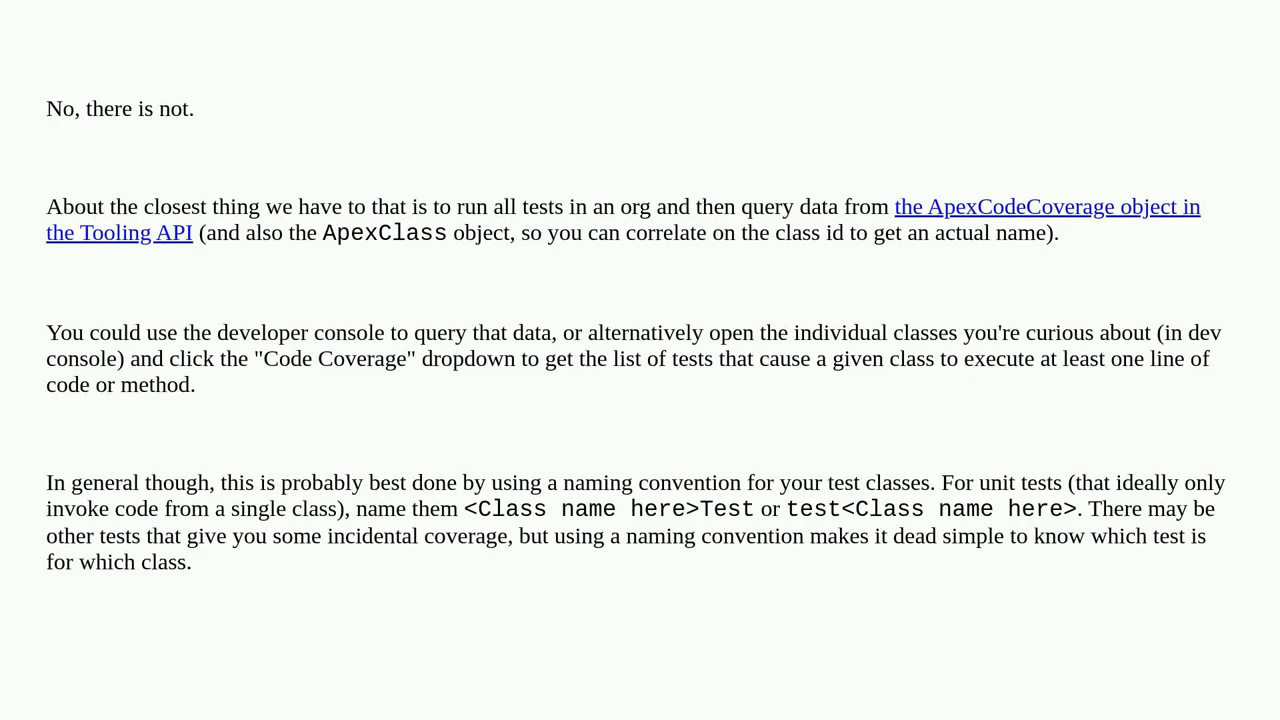 No, there is not.
About the closest thing we have to that is to run all tests in an org and then query data from the ApexCodeCoverage object in
the Tooling API (and also the ApexClass object, so you can correlate on the class id to get an actual name).
You could use the developer console to query that data, or alternatively open the individual classes you're curious about (in dev
console) and click the "Code Coverage" dropdown to get the list of tests that cause a given class to execute at least one line of
code or method.
In general though, this is probably best done by using a naming convention for your test classes. For unit tests (that ideally only
invoke code from a single class), name them <Class name here>Test or test<Class name here>. There may be
other tests that give you some incidental coverage, but using a naming convention makes it dead simple to know which test is
for which class.